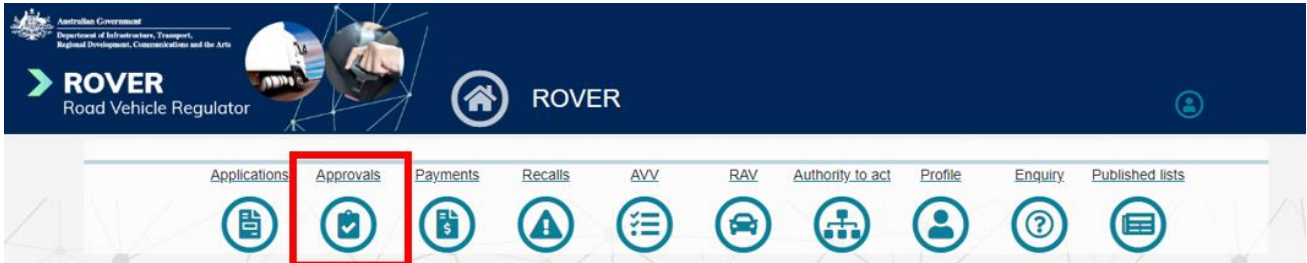 Australian Government
Department of Infrastructure, Transport,
Regional Development, Communications and the Arts
ROVER
Road Vehicle Regulator
ROVER
Applications Approvals Payments Recalls AVV RAV Authority to act Profile Enquiry Published lists